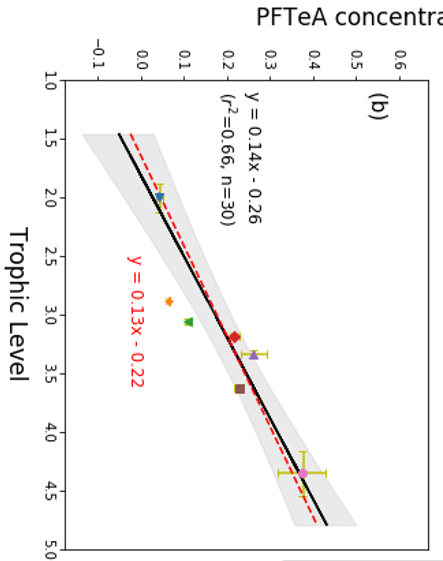 PFTeA concentra
−0.1 0.0 0.1 0.2 0.3 0.4 0.5 0.6
(b)
y = 0.14x - 0.26
(r²=0.66, n=30)
y = 0.13x - 0.22
1.0 1.5 2.0 2.5 3.0 3.5 4.0 4.5 5.0
Trophic Level